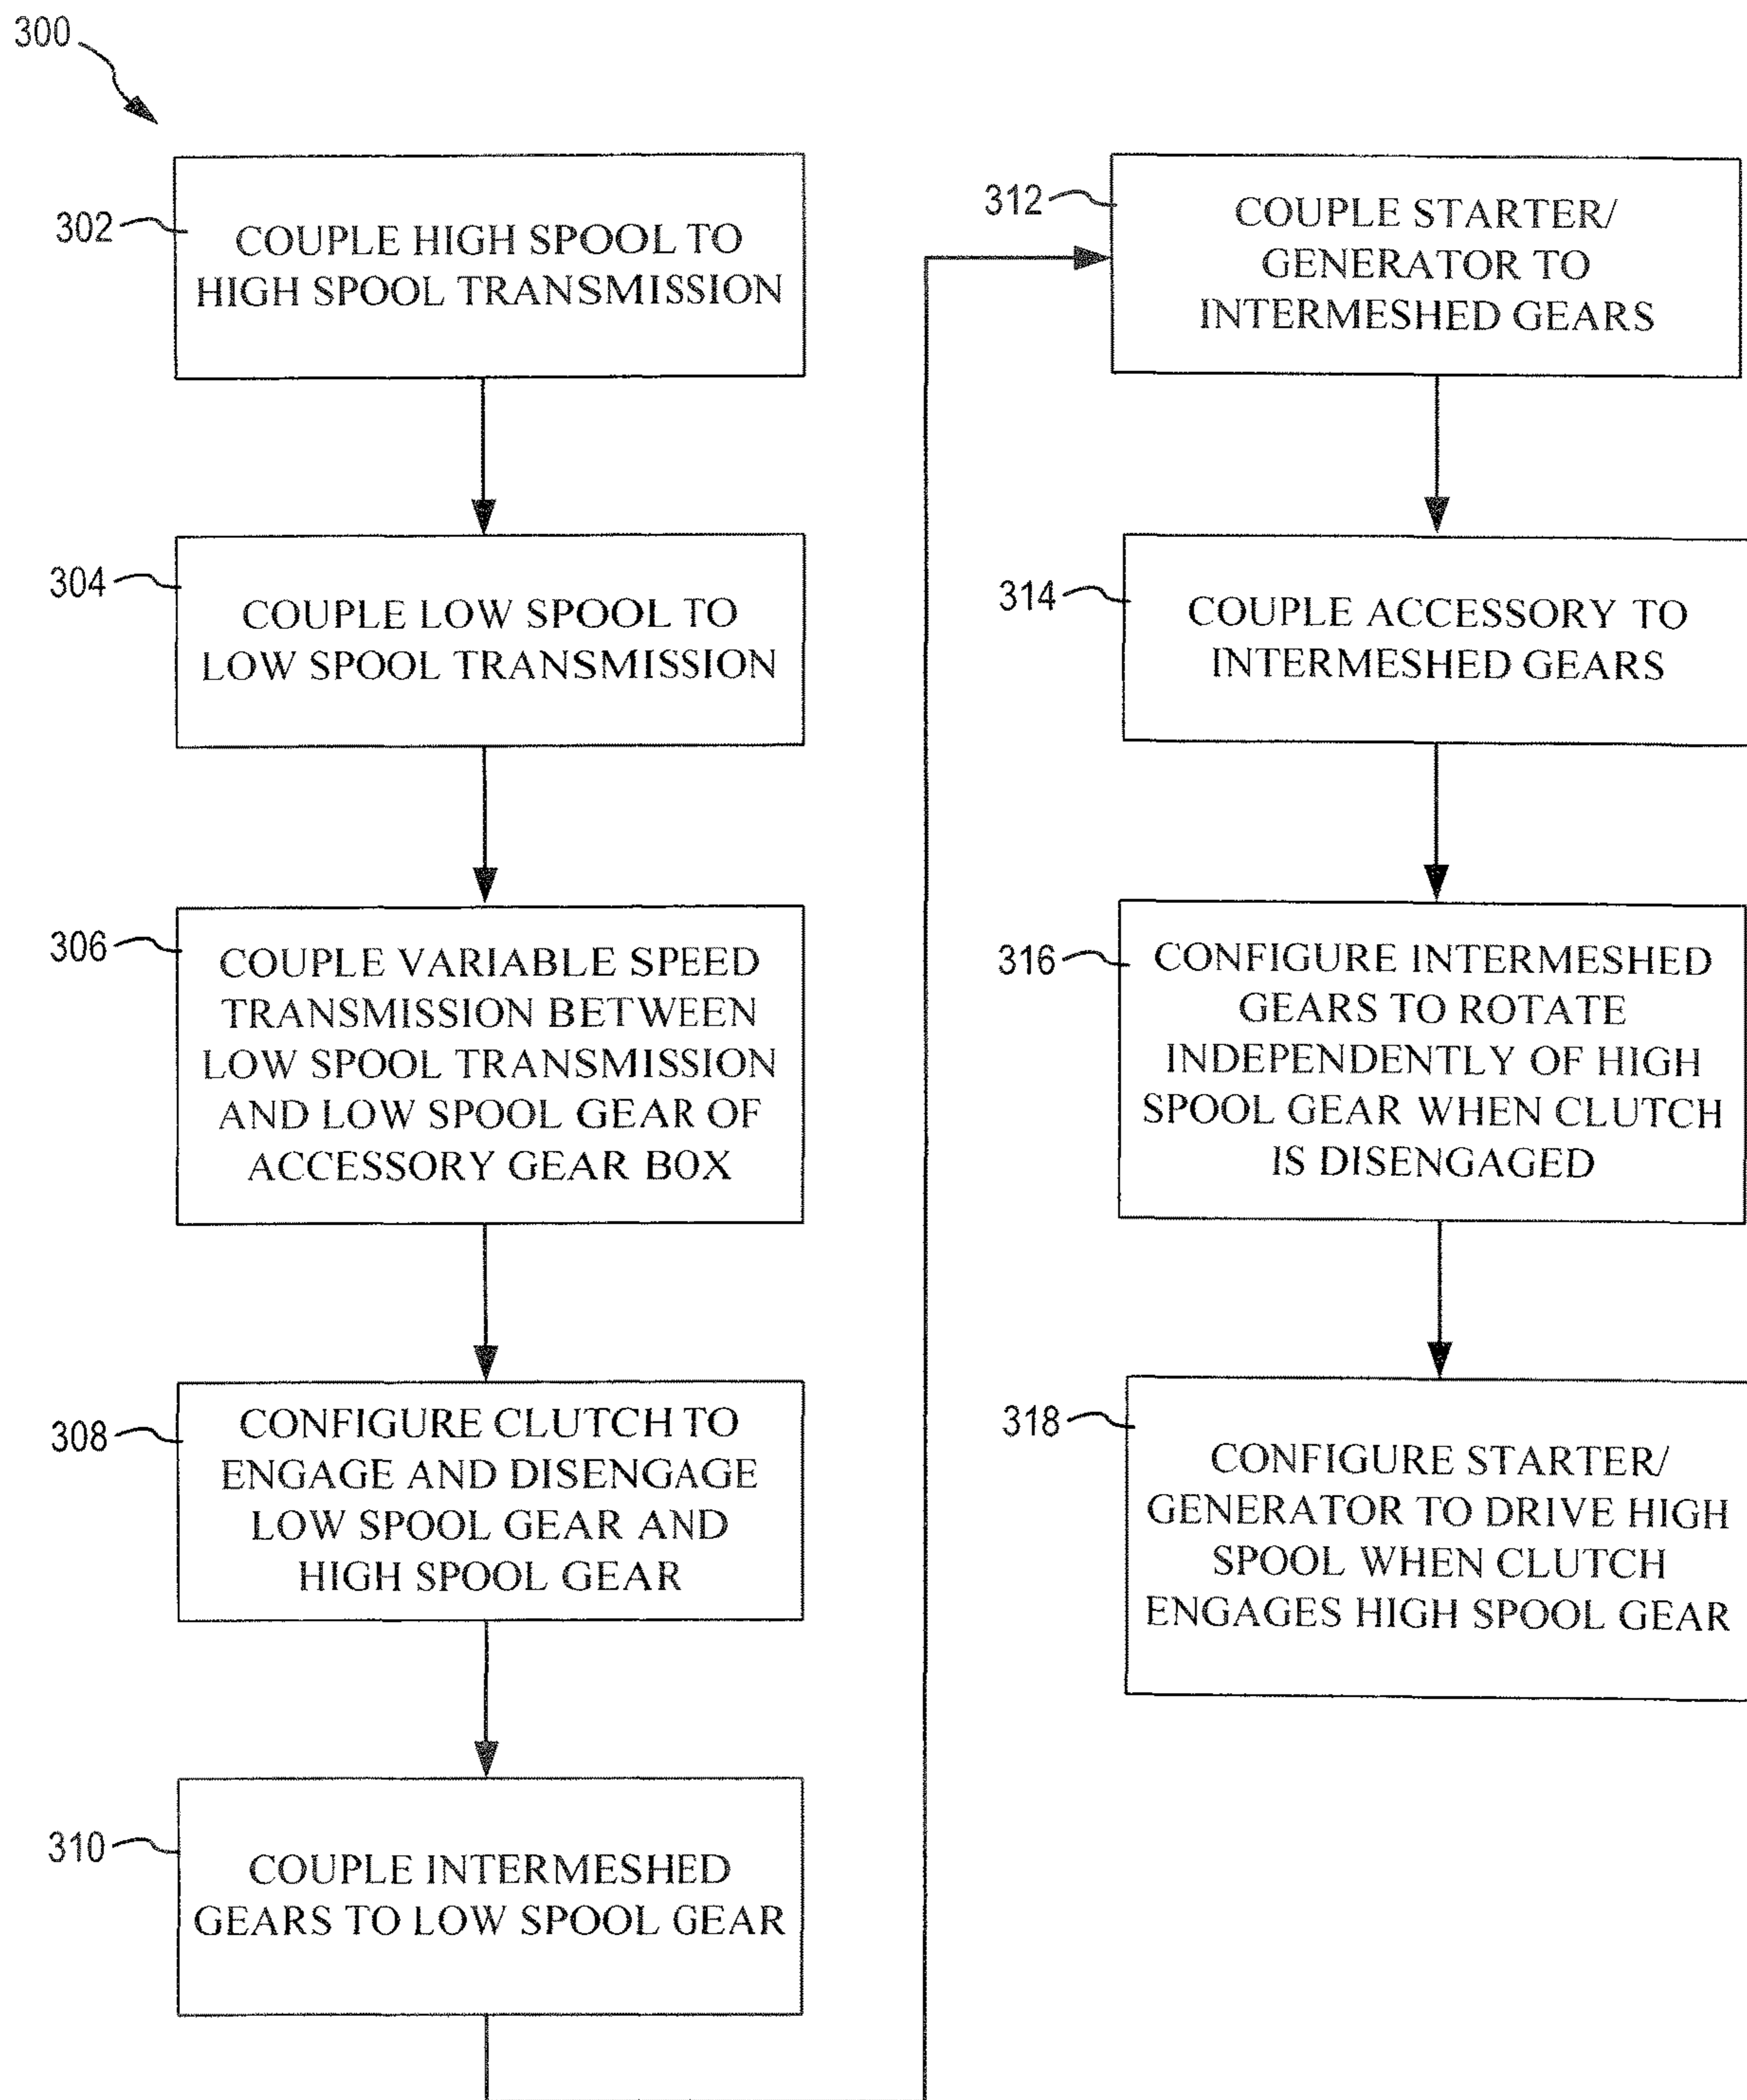 300
302
COUPLE HIGH SPOOL TO
HIGH SPOOL TRANSMISSION
304
COUPLE LOW SPOOL TO
LOW SPOOL TRANSMISSION
306
COUPLE VARIABLE SPEED
TRANSMISSION BETWEEN
LOW SPOOL TRANSMISSION
AND LOW SPOOL GEAR OF
ACCESSORY GEAR BOX
308
CONFIGURE CLUTCH TO
ENGAGE AND DISENGAGE
LOW SPOOL GEAR AND
HIGH SPOOL GEAR
310
COUPLE INTERMESHED
GEARS TO LOW SPOOL GEAR
312
COUPLE STARTER/
GENERATOR TO
INTERMESHED GEARS
314
COUPLE ACCESSORY TO
INTERMESHED GEARS
316
CONFIGURE INTERMESHED
GEARS TO ROTATE
INDEPENDENTLY OF HIGH
SPOOL GEAR WHEN CLUTCH
IS DISENGAGED
318
CONFIGURE STARTER/
GENERATOR TO DRIVE HIGH
SPOOL WHEN CLUTCH
ENGAGES HIGH SPOOL GEAR